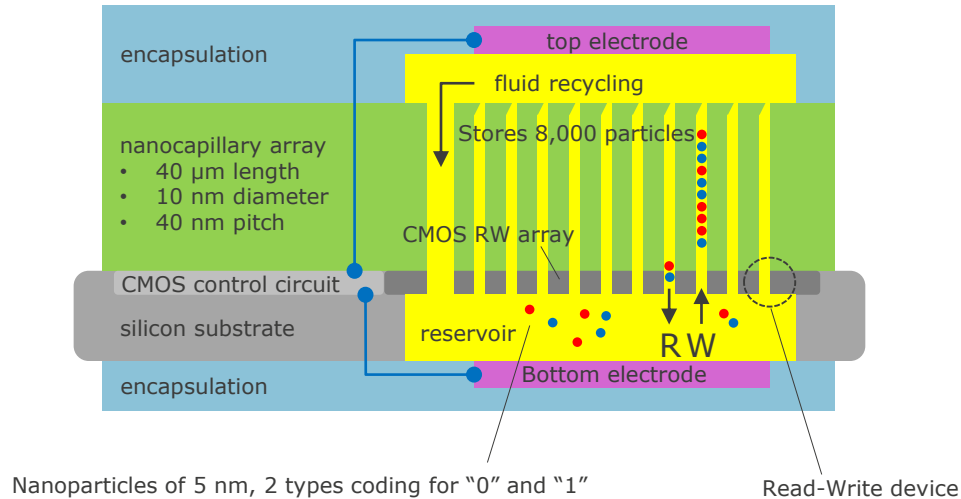 top electrode
encapsulation
fluid recycling
Stores 8,000 particles
nanocapillary array
• 40 µm length
• 10 nm diameter
• 40 nm pitch
CMOS RW array
CMOS control circuit
silicon substrate
reservoir
R W
Bottom electrode
encapsulation
Nanoparticles of 5 nm, 2 types coding for “0” and “1”
Read-Write device